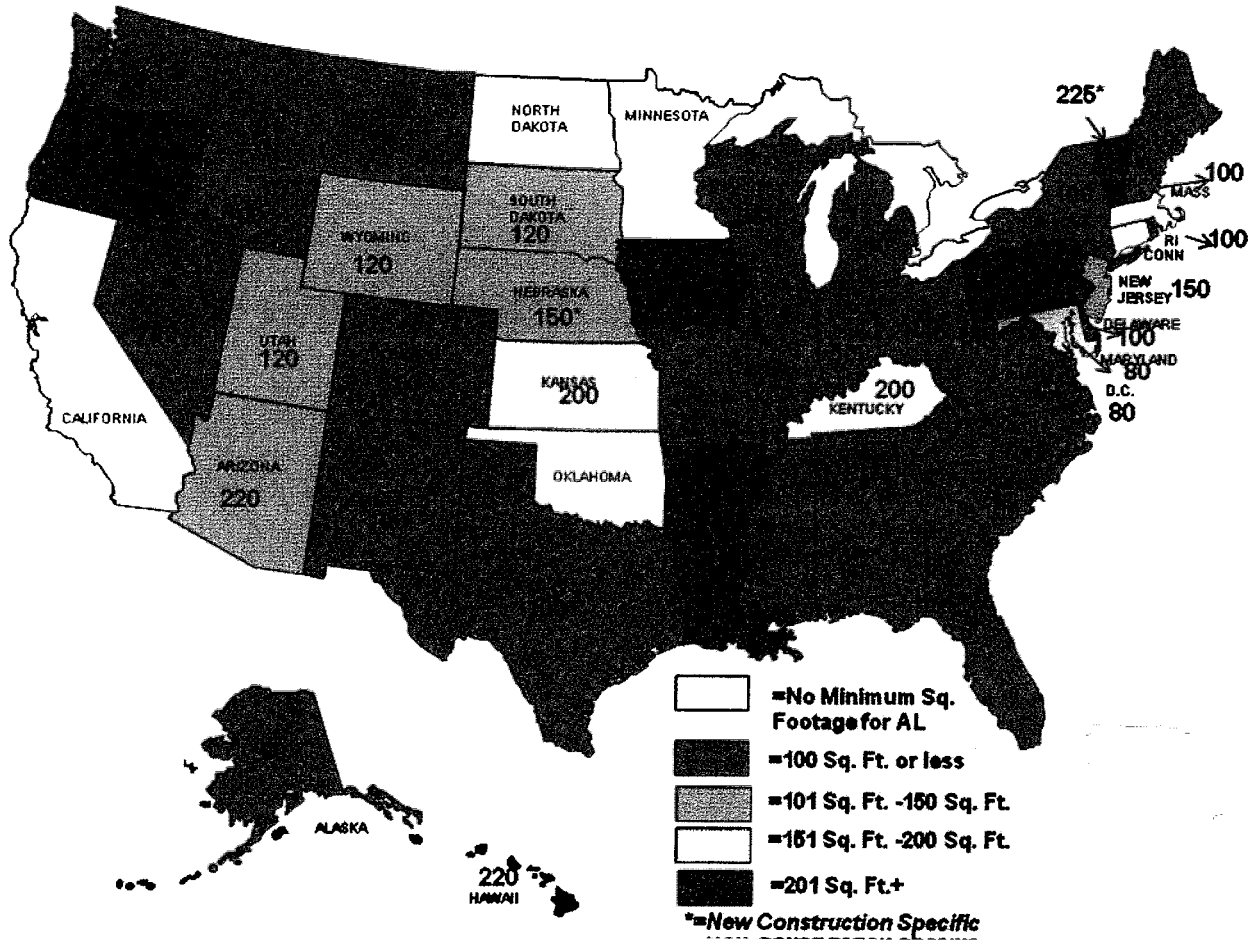 225*
NORTH
DAKOTA
MINNESOTA
100
MASS
SOUTH
DAKOTA
120
WYOMING
120
RI
100
CONN
NEBRASKA
150*
NEW
JERSEY
150
DELAWARE
100
MARYLAND
80
UTAH
120
KANSAS
200
200
KENTUCKY
D.C.
80
CALIFORNIA
ARIZONA
220
OKLAHOMA
=No Minimum Sq.
Footage for AL
=100 Sq. Ft. or less
=101 Sq. Ft. -150 Sq. Ft.
=151 Sq. Ft. -200 Sq. Ft.
=201 Sq. Ft.+
*=New Construction Specific
ALASKA
220
HAWAII